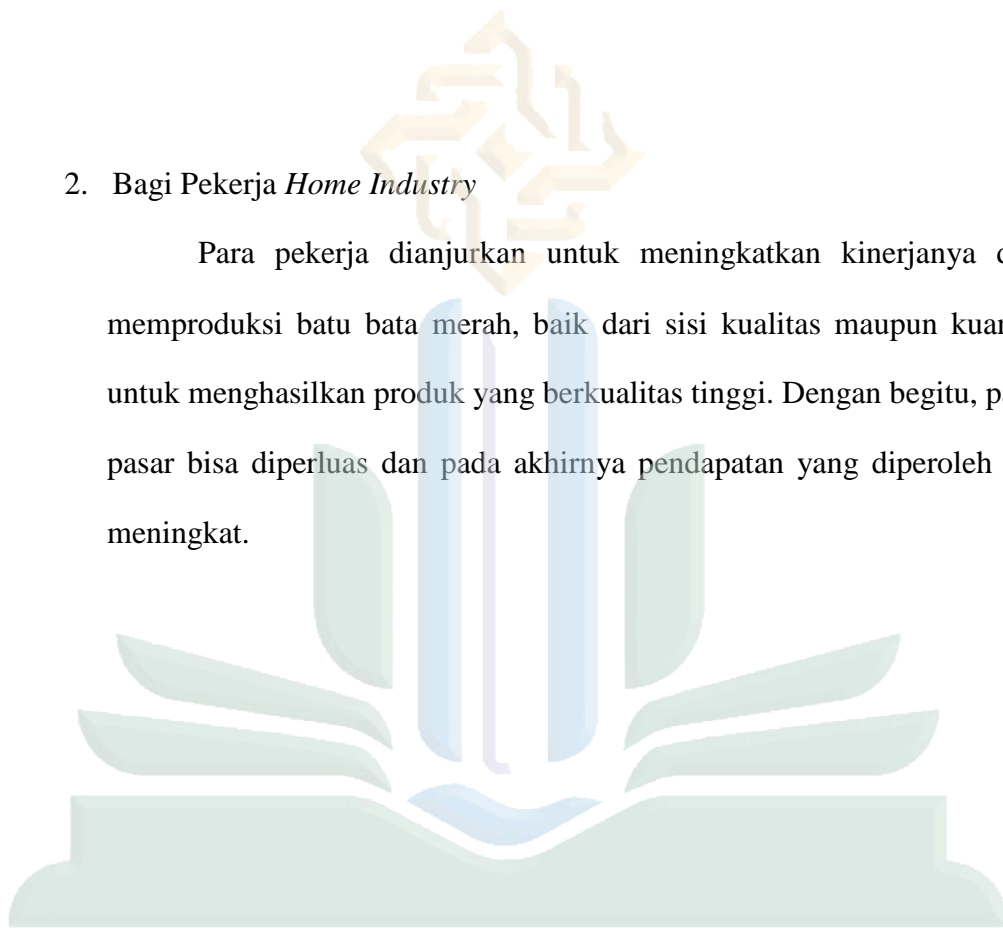 2. Bagi Pekerja Home Industry
Para pekerja dianjurkan untuk meningkatkan kinerjanya
memproduksi batu bata merah, baik dari sisi kualitas maupun
untuk menghasilkan produk yang berkualitas tinggi. Dengan begitu,
pasar bisa diperluas dan pada akhirnya pendapatan yang diperoleh
meningkat.